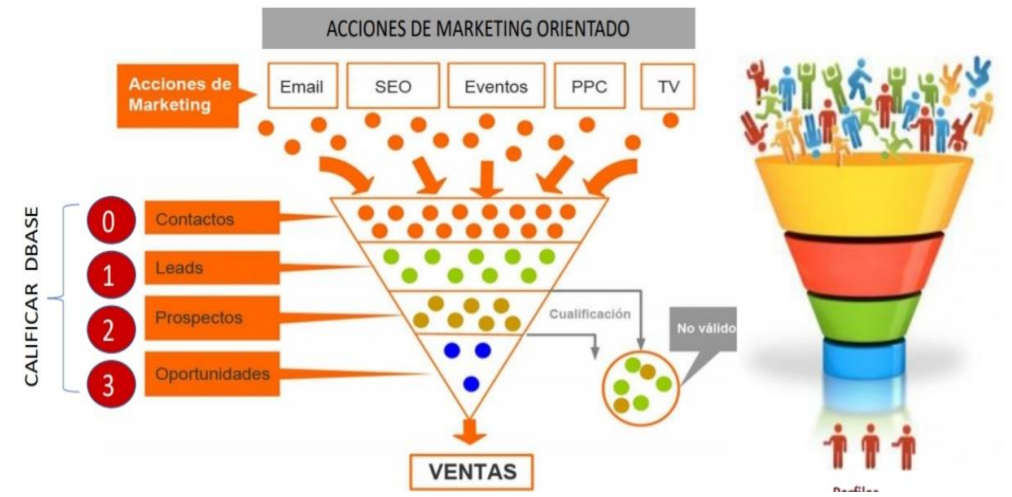 ACCIONES DE MARKETING ORIENTADO
Acciones de
Marketing
Email
SEO
Eventos
PPC
TV
CALIFICAR DBASE
0
Contactos
1
Leads
2
Prospectos
3
Oportunidades
Cualificación
No válido
VENTAS